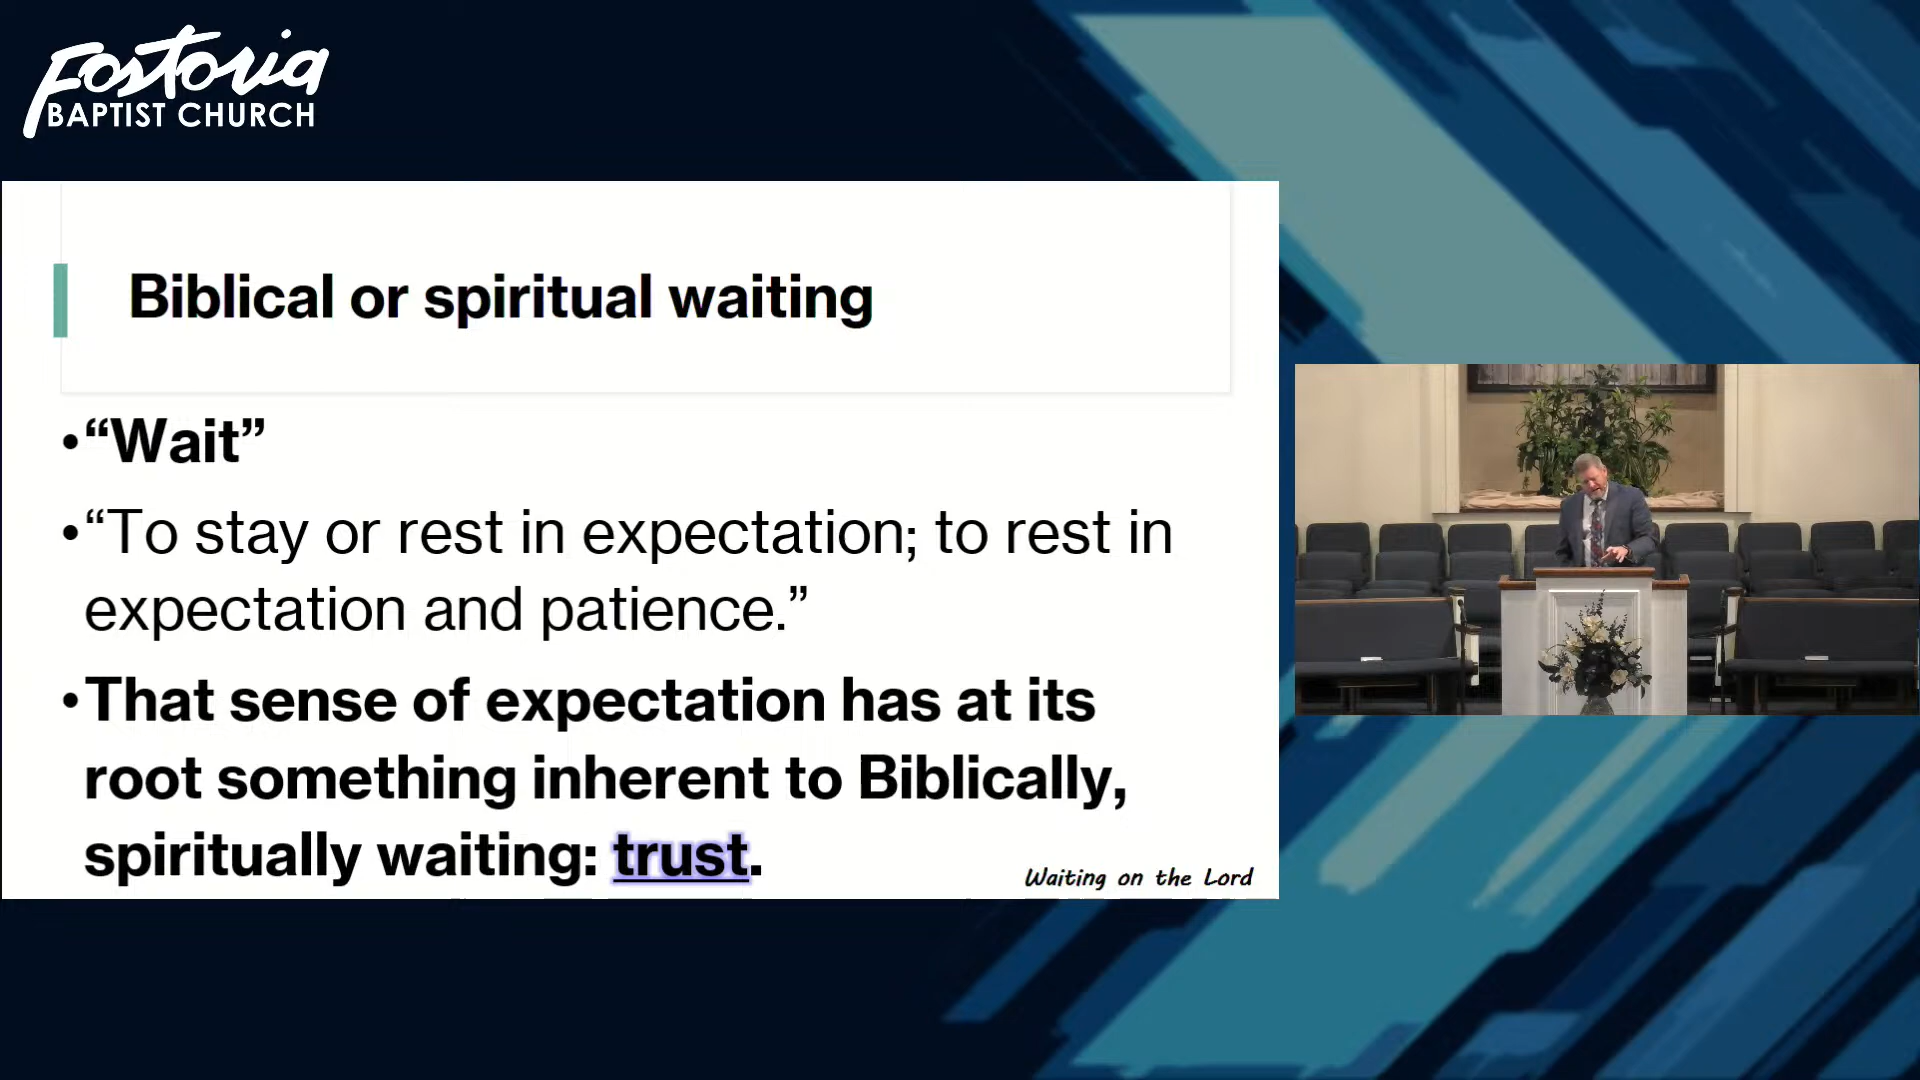 Fostoria
BAPTIST CHURCH
Biblical or spiritual waiting
•“Wait”
•“To stay or rest in expectation; to rest in
expectation and patience.”
•That sense of expectation has at its
root something inherent to Biblically,
spiritually waiting: trust.
Waiting on the Lord